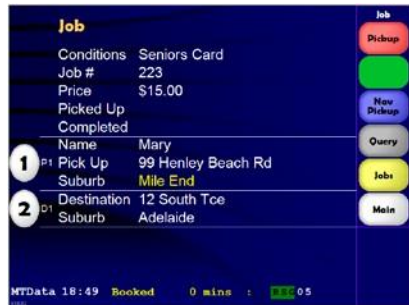 Job
Conditions Seniors Card
Job # 223
Price $15.00
Picked Up
Completed
Name Mary
1 P1 Pick Up 99 Henley Beach Rd
Suburb Mile End
2 D1 Destination 12 South Tce
Suburb Adelaide
MTData 18:49 Booked 0 mins : 05
Job
Pickup
Nav Pickup
Query
Jobs
Main